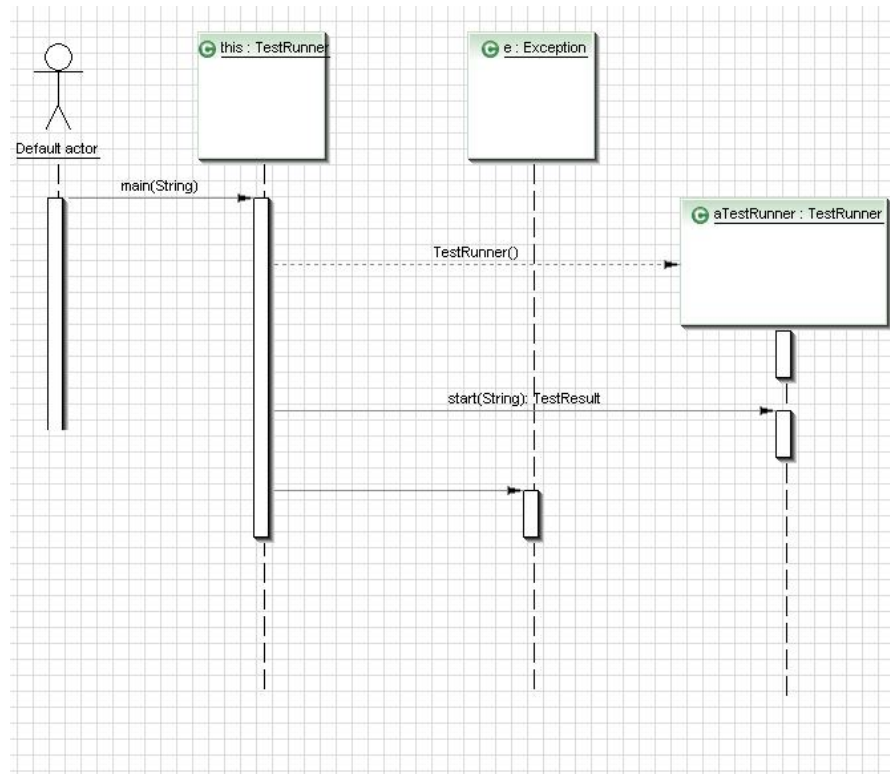 C this : TestRunner
C e : Exception
Default actor
main(String)
C aTestRunner : TestRunner
TestRunner()
start(String): TestResult